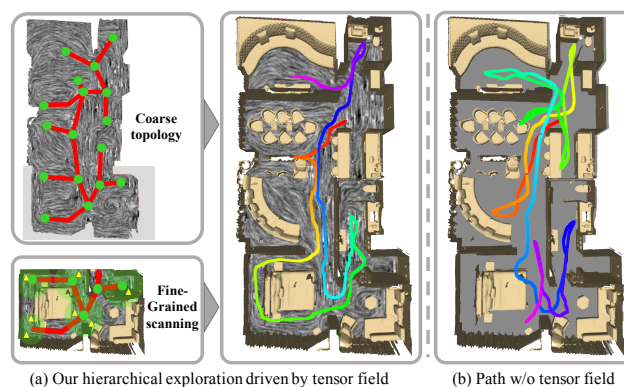 Coarse
topology
Fine-
Grained
scanning
(a) Our hierarchical exploration driven by tensor field
(b) Path w/o tensor field